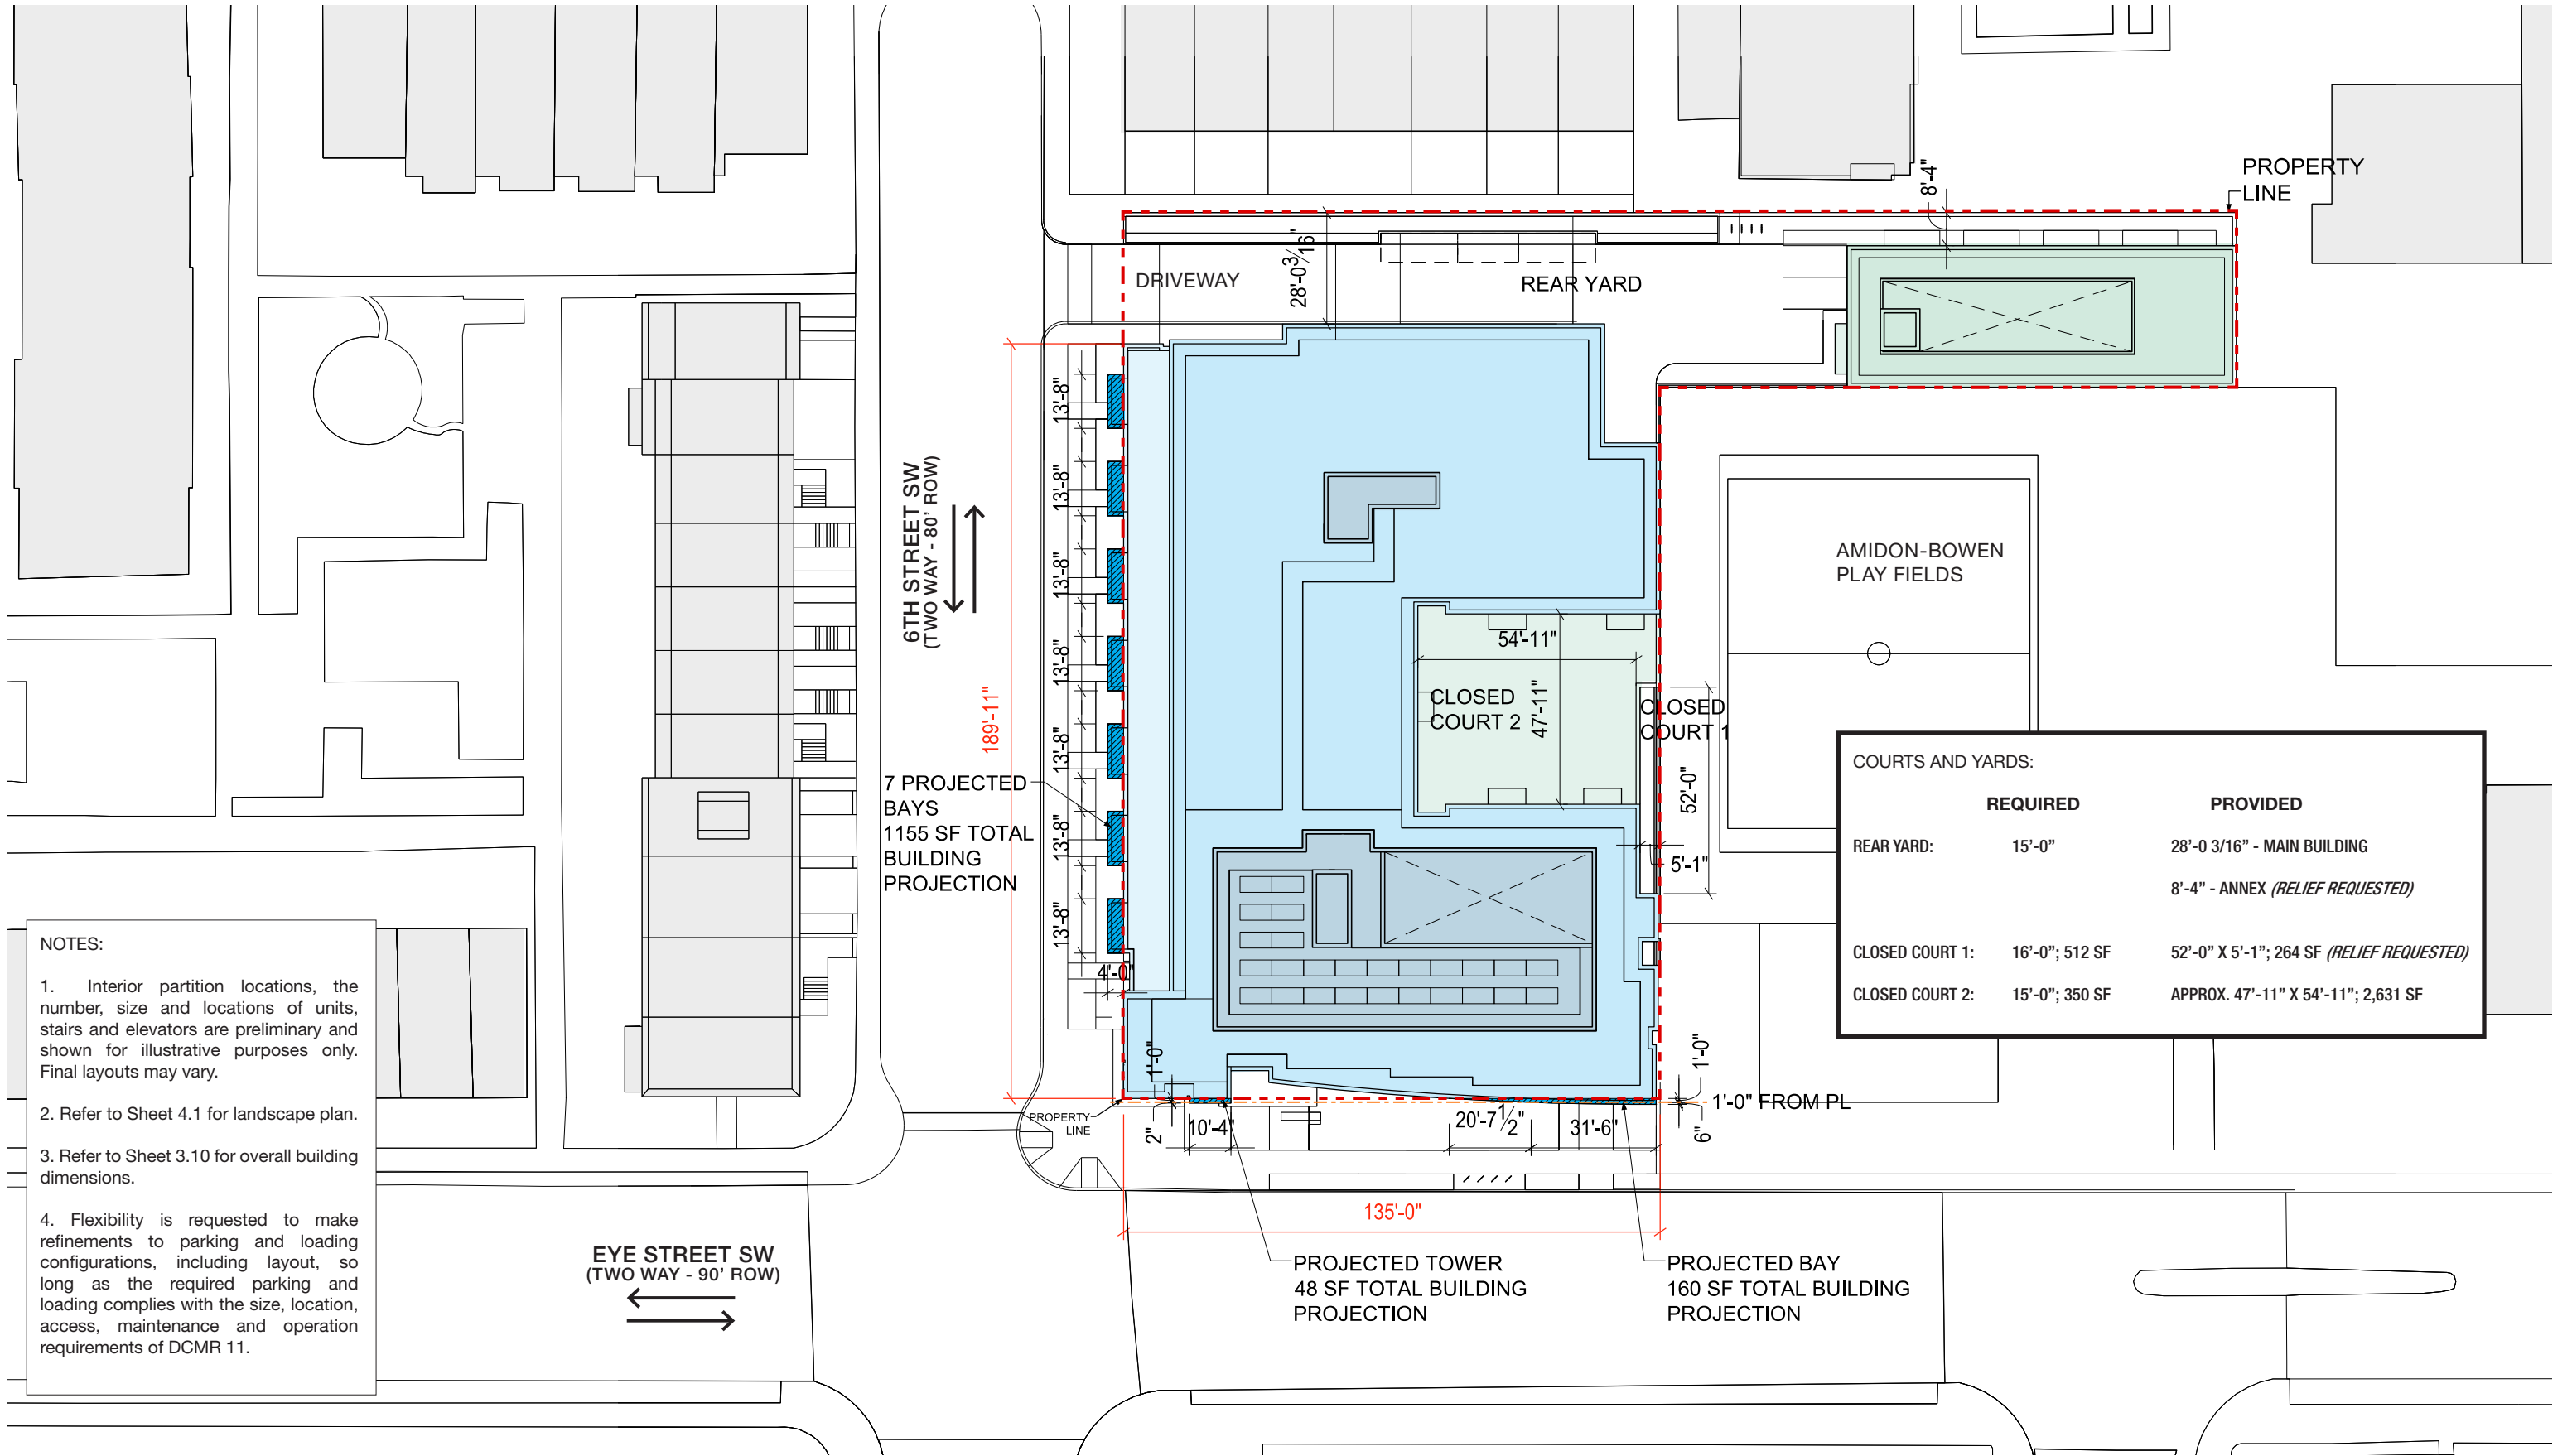 PROPERTY
LINE
8'-4"
DRIVEWAY
28'-0 3/16"
REAR YARD
13'-8"
13'-8"
13'-8"
13'-8"
13'-8"
13'-8"
13'-8"
6TH STREET SW
(TWO WAY - 80' ROW)
189'-11"
AMIDON-BOWEN
PLAY FIELDS
54'-11"
CLOSED
COURT 2
47'-11"
CLOSED
COURT 1
52'-0"
5'-1"
7 PROJECTED
BAYS
1155 SF TOTAL
BUILDING
PROJECTION
4'-0"
COURTS AND YARDS:
REQUIRED PROVIDED
REAR YARD: 15'-0" 28'-0 3/16" - MAIN BUILDING
8'-4" - ANNEX (RELIEF REQUESTED)
CLOSED COURT 1: 16'-0"; 512 SF 52'-0" X 5'-1"; 264 SF (RELIEF REQUESTED)
CLOSED COURT 2: 15'-0"; 350 SF APPROX. 47'-11" X 54'-11"; 2,631 SF
NOTES:
1. Interior partition locations, the
number, size and locations of units,
stairs and elevators are preliminary and
shown for illustrative purposes only.
Final layouts may vary.
2. Refer to Sheet 4.1 for landscape plan.
3. Refer to Sheet 3.10 for overall building
dimensions.
4. Flexibility is requested to make
refinements to parking and loading
configurations, including layout, so
long as the required parking and
loading complies with the size, location,
access, maintenance and operation
requirements of DCMR 11.
1'-0"
PROPERTY
LINE
2"
10'-4"
20'-7 1/2"
31'-6"
1'-0"
1'-0" FROM PL
6"
135'-0"
EYE STREET SW
(TWO WAY - 90' ROW)
PROJECTED TOWER
48 SF TOTAL BUILDING
PROJECTION
PROJECTED BAY
160 SF TOTAL BUILDING
PROJECTION